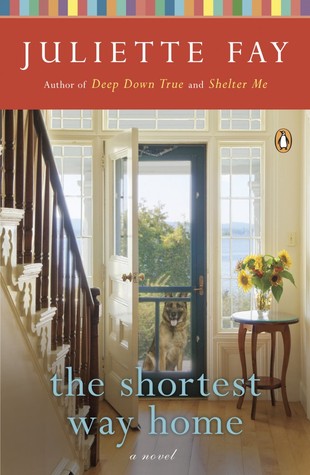 JULIETTE FAY
Author of Deep Down True and Shelter Me
the shortest
way home
a novel